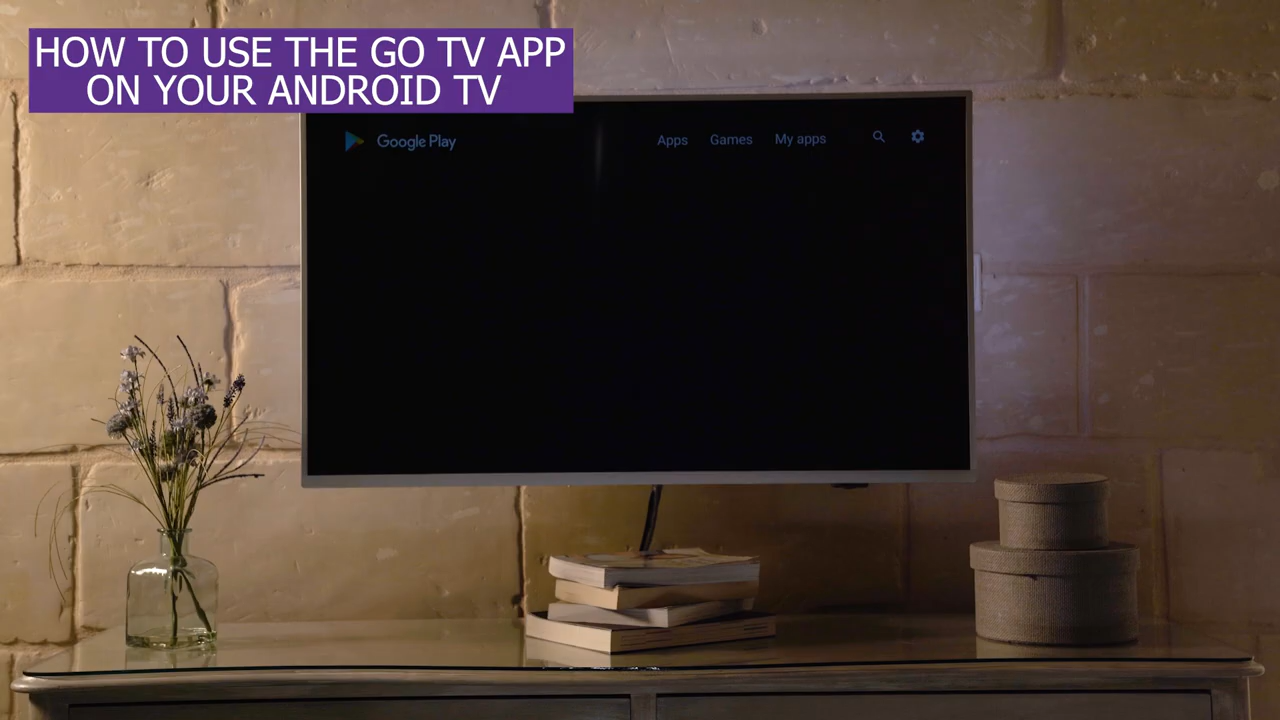 HOW TO USE THE GO TV APP
ON YOUR ANDROID TV
Google Play
Apps
Games
My apps